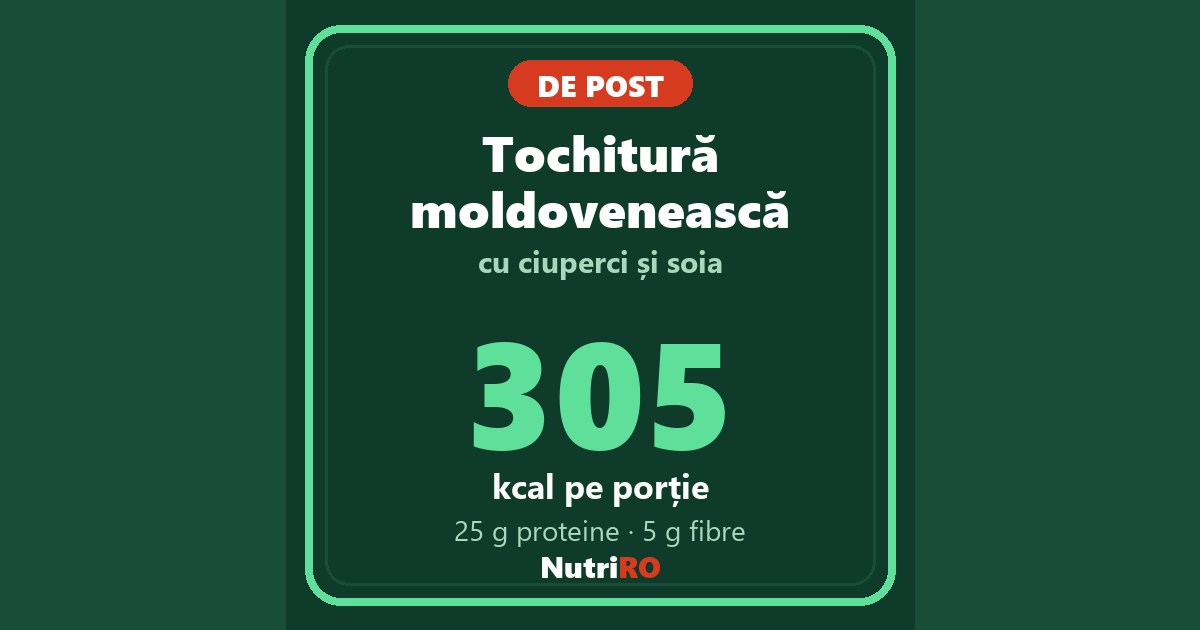 DE POST
Tochitură
moldovenească
cu ciuperci și soia
305
kcal pe porție
25 g proteine · 5 g fibre
NutriRO